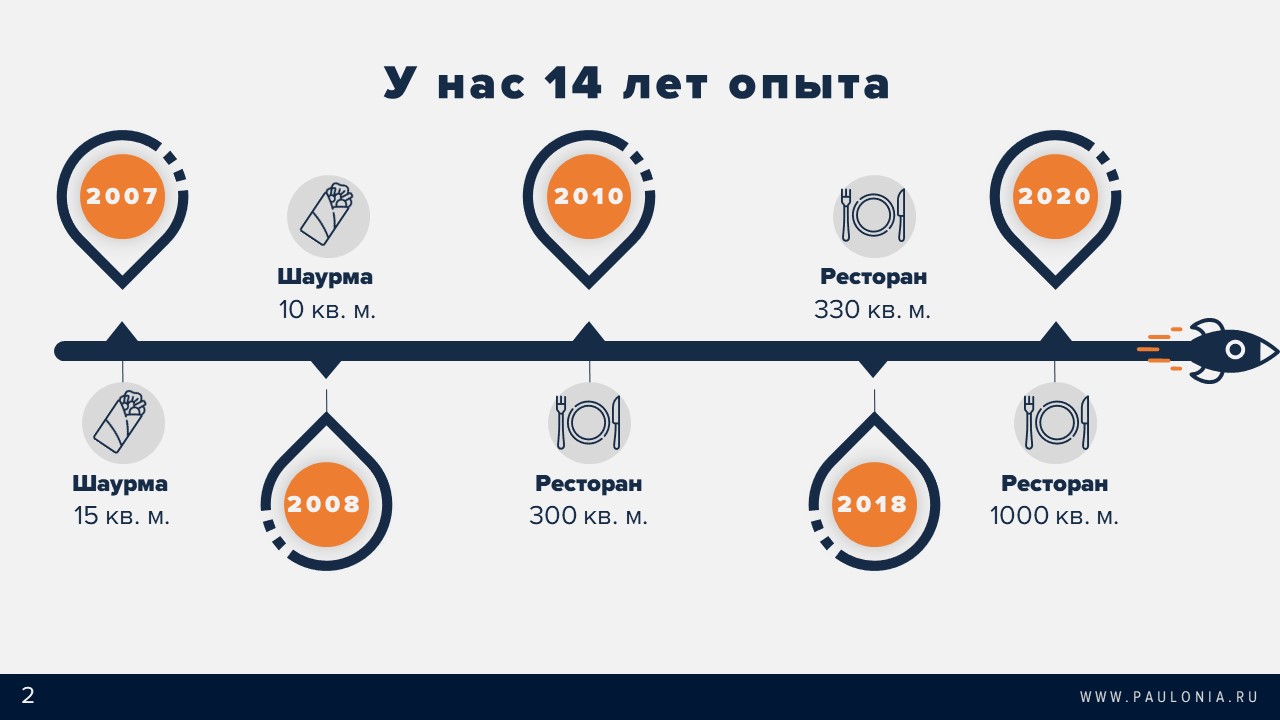 У нас 14 лет опыта
2007
Шаурма
15 кв. м.
Шаурма
10 кв. м.
2008
2010
Ресторан
300 кв. м.
Ресторан
330 кв. м.
2018
2020
Ресторан
1000 кв. м.
2
WWW.PAULONIA.RU